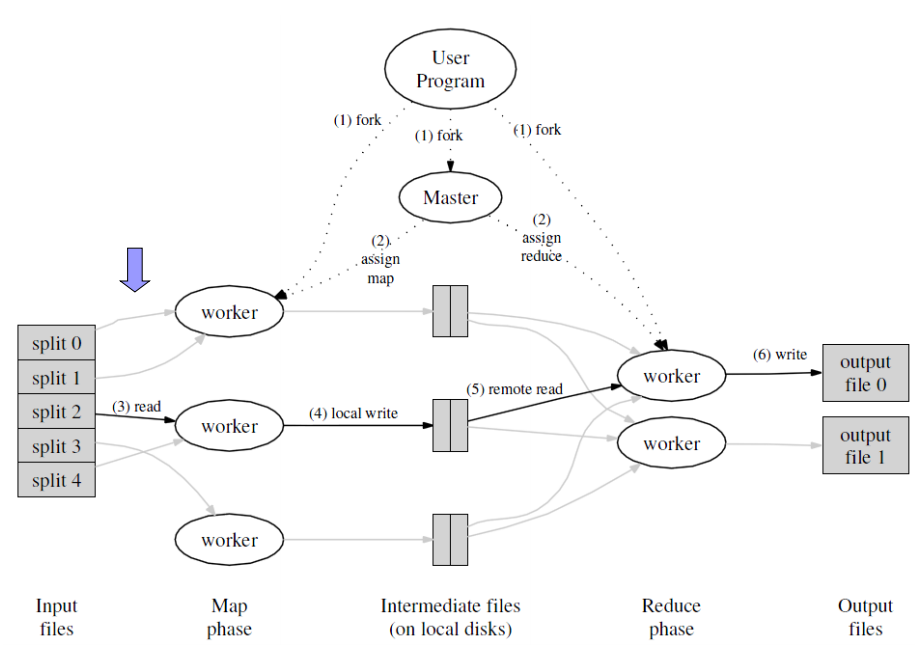 User
Program
(1) fork
(1) fork
(1) fork
Master
(2)
assign
map
(2)
assign
reduce
worker
split 0
split 1
split 2
split 3
split 4
(3) read
worker
(4) local write
(5) remote read
worker
(6) write
output
file 0
worker
output
file 1
worker
Input
files
Map
phase
Intermediate files
(on local disks)
Reduce
phase
Output
files